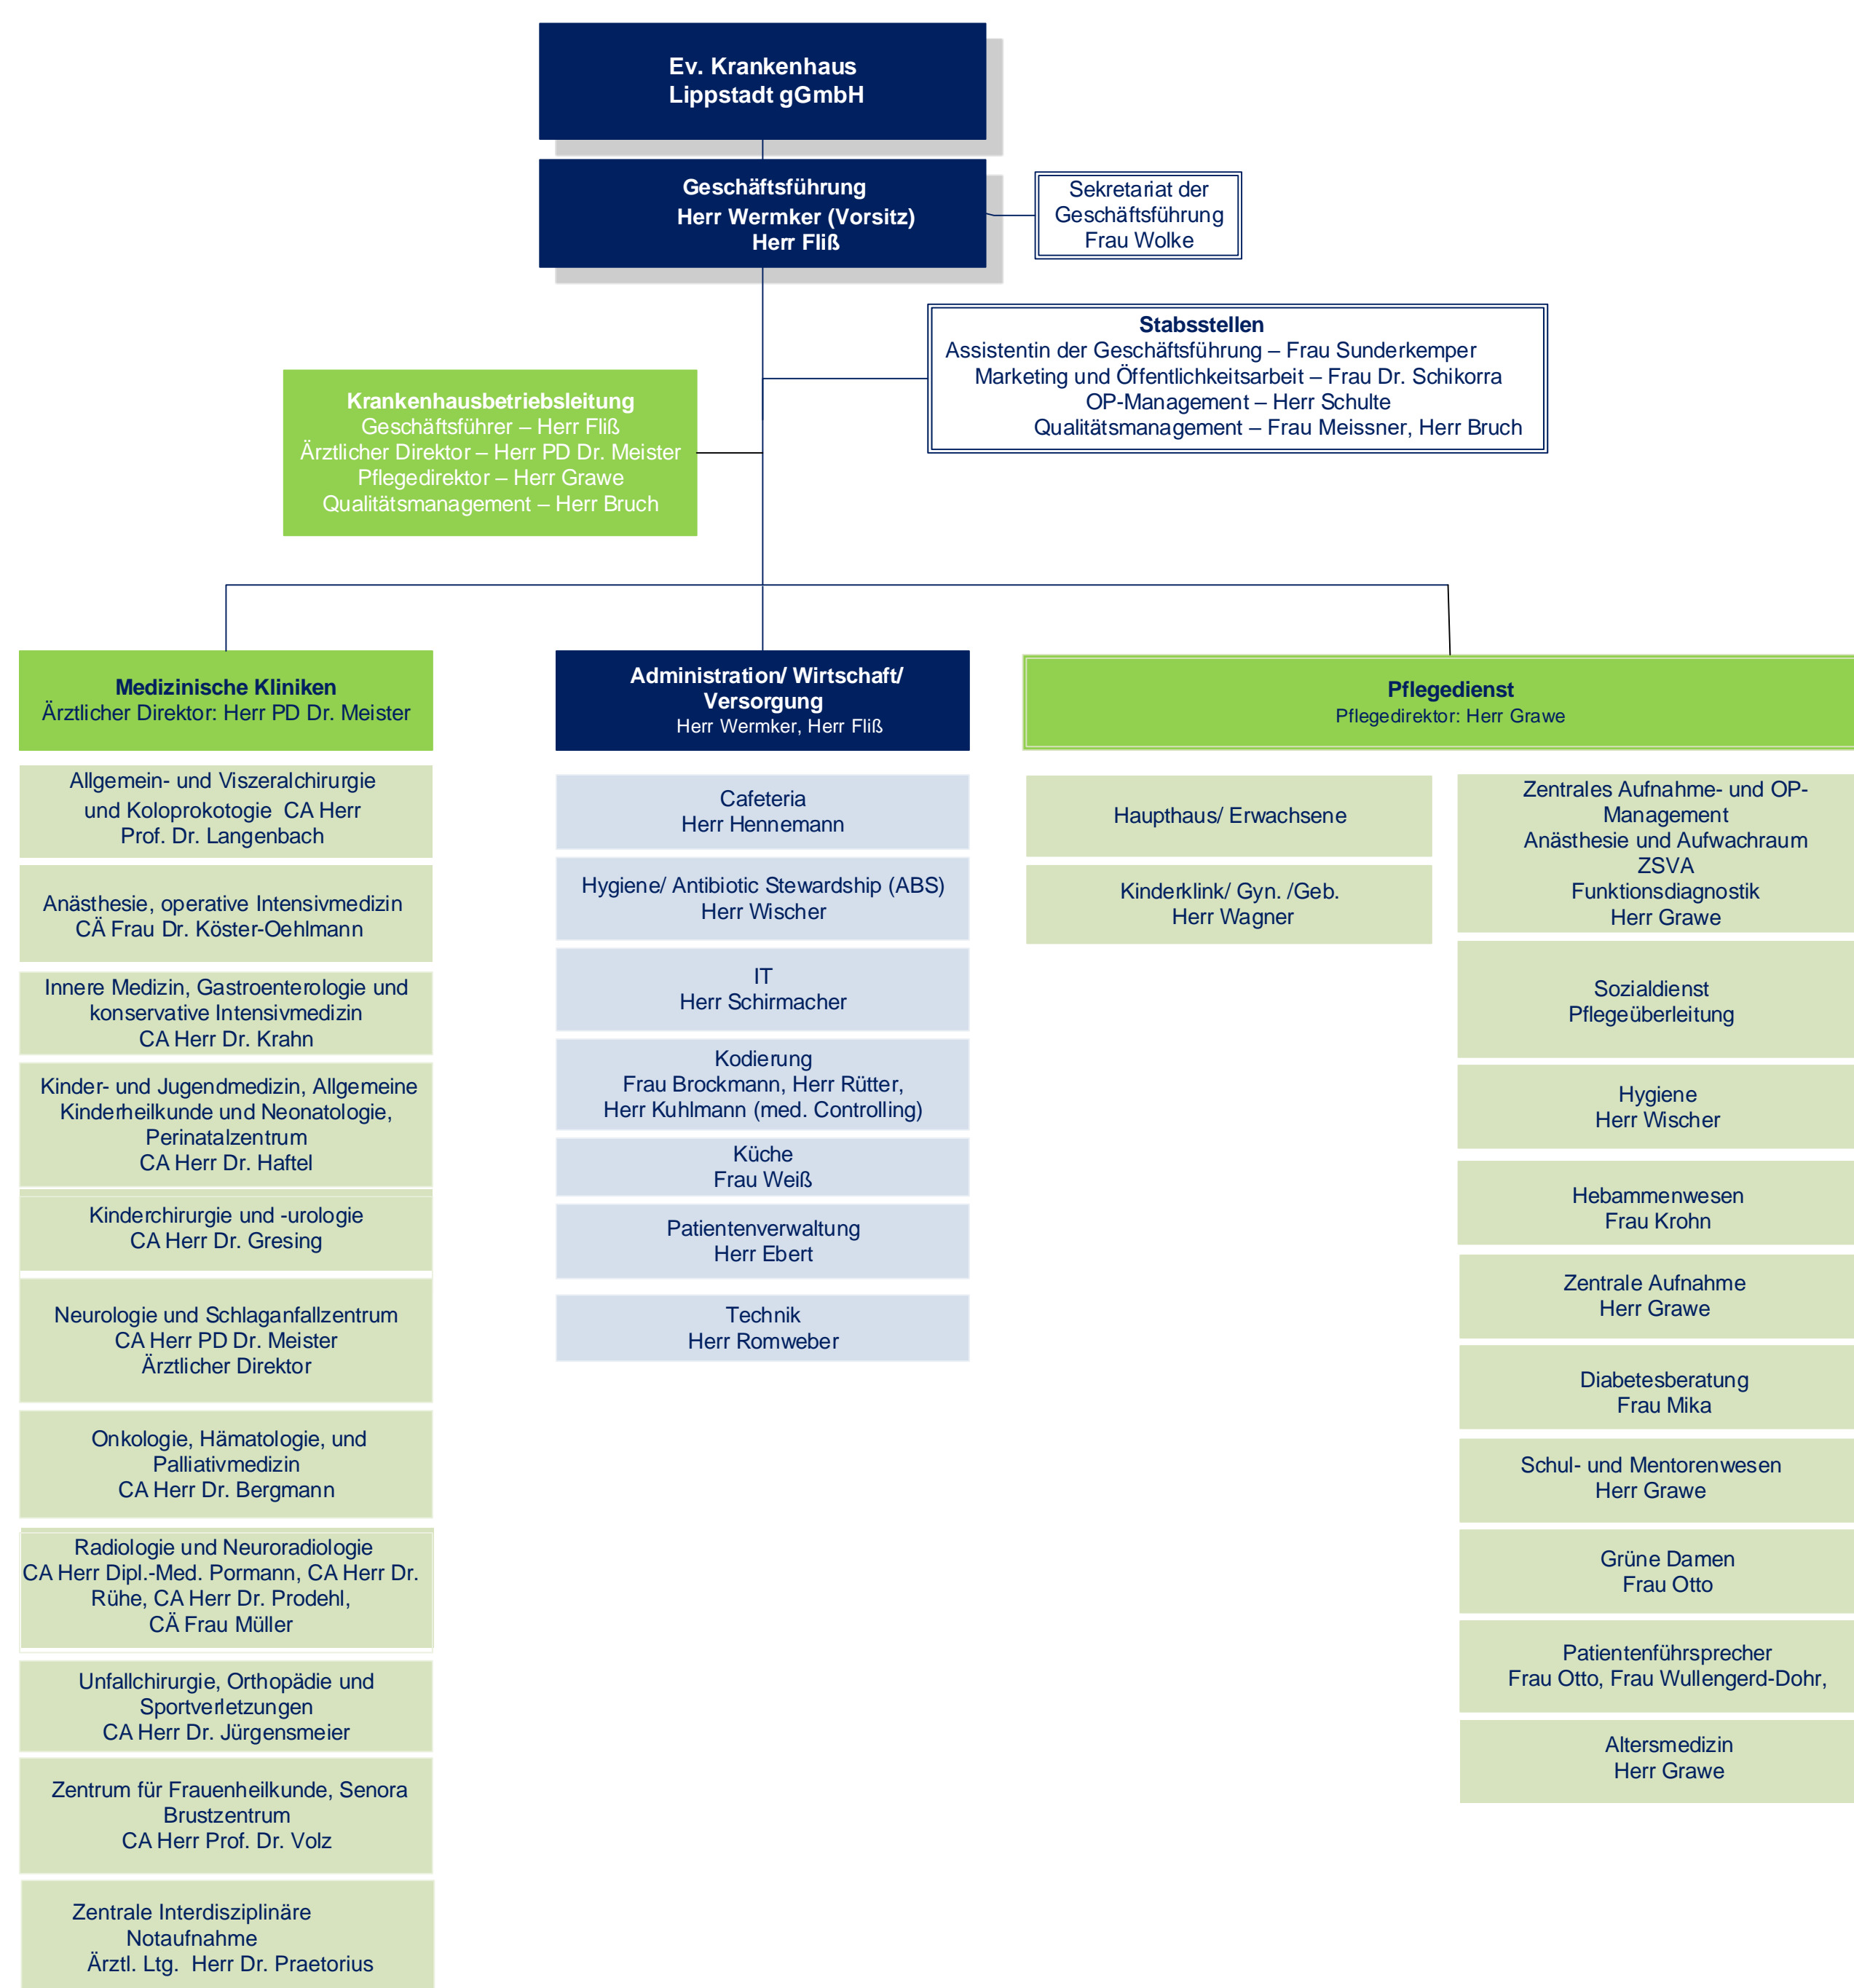 Ev. Krankenhaus
Lippstadt gGmbH
Geschäftsführung
Herr Wermker (Vorsitz)
Herr Fliß
Sekretariat der
Geschäftsführung
Frau Wolke
Stabsstellen
Assistentin der Geschäftsführung – Frau Sunderkemper
Marketing und Öffentlichkeitsarbeit – Frau Dr. Schikorra
OP-Management – Herr Schulte
Qualitätsmanagement – Frau Meissner, Herr Bruch
Krankenhausbetriebsleitung
Geschäftsführer – Herr Fliß
Ärztlicher Direktor – Herr PD Dr. Meister
Pflegedirektor – Herr Grawe
Qualitätsmanagement – Herr Bruch
Medizinische Kliniken
Ärztlicher Direktor: Herr PD Dr. Meister
Allgemein- und Viszeralchirurgie
und Koloprokotogie CA Herr
Prof. Dr. Langenbach
Anästhesie, operative Intensivmedizin
CÄ Frau Dr. Köster-Oehlmann
Innere Medizin, Gastroenterologie und
konservative Intensivmedizin
CA Herr Dr. Krahn
Kinder- und Jugendmedizin, Allgemeine
Kinderheilkunde und Neonatologie,
Perinatalzentrum
CA Herr Dr. Haftel
Kinderchirurgie und -urologie
CA Herr Dr. Gresing
Neurologie und Schlaganfallzentrum
CA Herr PD Dr. Meister
Ärztlicher Direktor
Onkologie, Hämatologie, und
Palliativmedizin
CA Herr Dr. Bergmann
Radiologie und Neuroradiologie
CA Herr Dipl.-Med. Pormann, CA Herr Dr.
Rühe, CA Herr Dr. Prodehl,
CÄ Frau Müller
Unfallchirurgie, Orthopädie und
Sportverletzungen
CA Herr Dr. Jürgensmeier
Zentrum für Frauenheilkunde, Senora
Brustzentrum
CA Herr Prof. Dr. Volz
Zentrale Interdisziplinäre
Notaufnahme
Ärztl. Ltg. Herr Dr. Praetorius
Administration/ Wirtschaft/
Versorgung
Herr Wermker, Herr Fliß
Cafeteria
Herr Hennemann
Hygiene/ Antibiotic Stewardship (ABS)
Herr Wischer
IT
Herr Schirmacher
Kodierung
Frau Brockmann, Herr Rütter,
Herr Kuhlmann (med. Controlling)
Küche
Frau Weiß
Patientenverwaltung
Herr Ebert
Technik
Herr Romweber
Pflegedienst
Pflegedirektor: Herr Grawe
Haupthaus/ Erwachsene
Kinderklink/ Gyn. /Geb.
Herr Wagner
Zentrales Aufnahme- und OP-
Management
Anästhesie und Aufwachraum
ZSVA
Funktionsdiagnostik
Herr Grawe
Sozialdienst
Pflegeüberleitung
Hygiene
Herr Wischer
Hebammenwesen
Frau Krohn
Zentrale Aufnahme
Herr Grawe
Diabetesberatung
Frau Mika
Schul- und Mentorenwesen
Herr Grawe
Grüne Damen
Frau Otto
Patientenführsprecher
Frau Otto, Frau Wullengerd-Dohr,
Altersmedizin
Herr Grawe